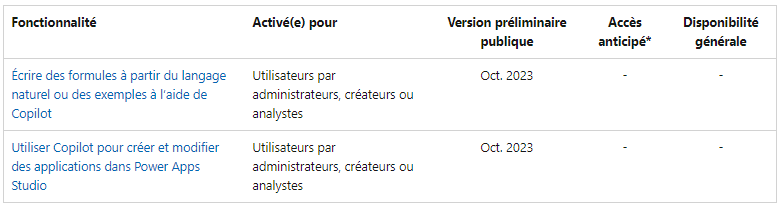 Fonctionnalité
Activé(e) pour
Version préliminaire
publique
Accès
anticipé*
Disponibilité
générale
Écrire des formules à partir du langage
naturel ou des exemples à l'aide de
Copilot
Utilisateurs par
administrateurs, créateurs ou
analystes
Oct. 2023
-
-
Utiliser Copilot pour créer et modifier
des applications dans Power Apps
Studio
Utilisateurs par
administrateurs, créateurs ou
analystes
Oct. 2023
-
-